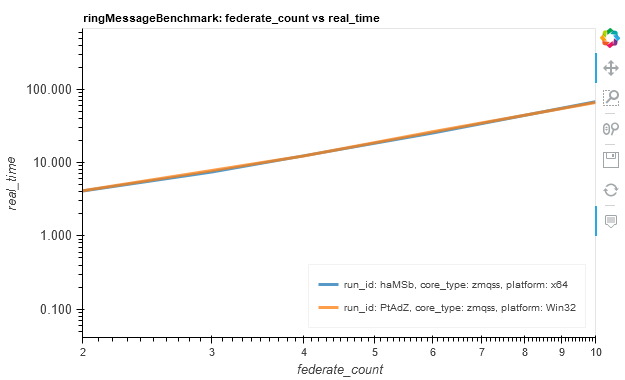 ringMessageBenchmark: federate_count vs real_time
100.000
10.000
1.000
0.100
real_time
run_id: haMSb, core_type: zmqss, platform: x64
run_id: PtAdZ, core_type: zmqss, platform: Win32
2 3 4 5 6 7 8 9 10
federate_count